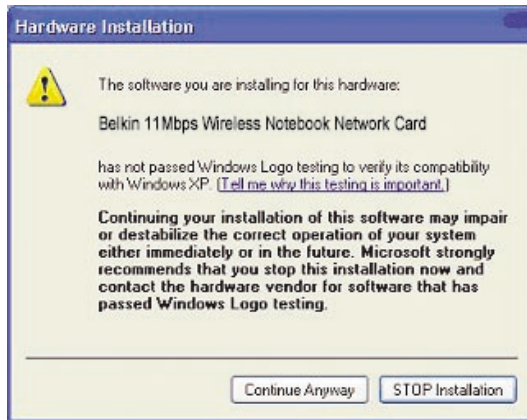 Hardware Installation
The software you are installing for this hardware:
Belkin 11Mbps Wireless Notebook Network Card
has not passed Windows Logo testing to verify its compatibility
with Windows XP. (Tell me why this testing is important.)
Continuing your installation of this software may impair
or destabilize the correct operation of your system
either immediately or in the future. Microsoft strongly
recommends that you stop this installation now and
contact the hardware vendor for software that has
passed Windows Logo testing.
Continue Anyway
STOP Installation